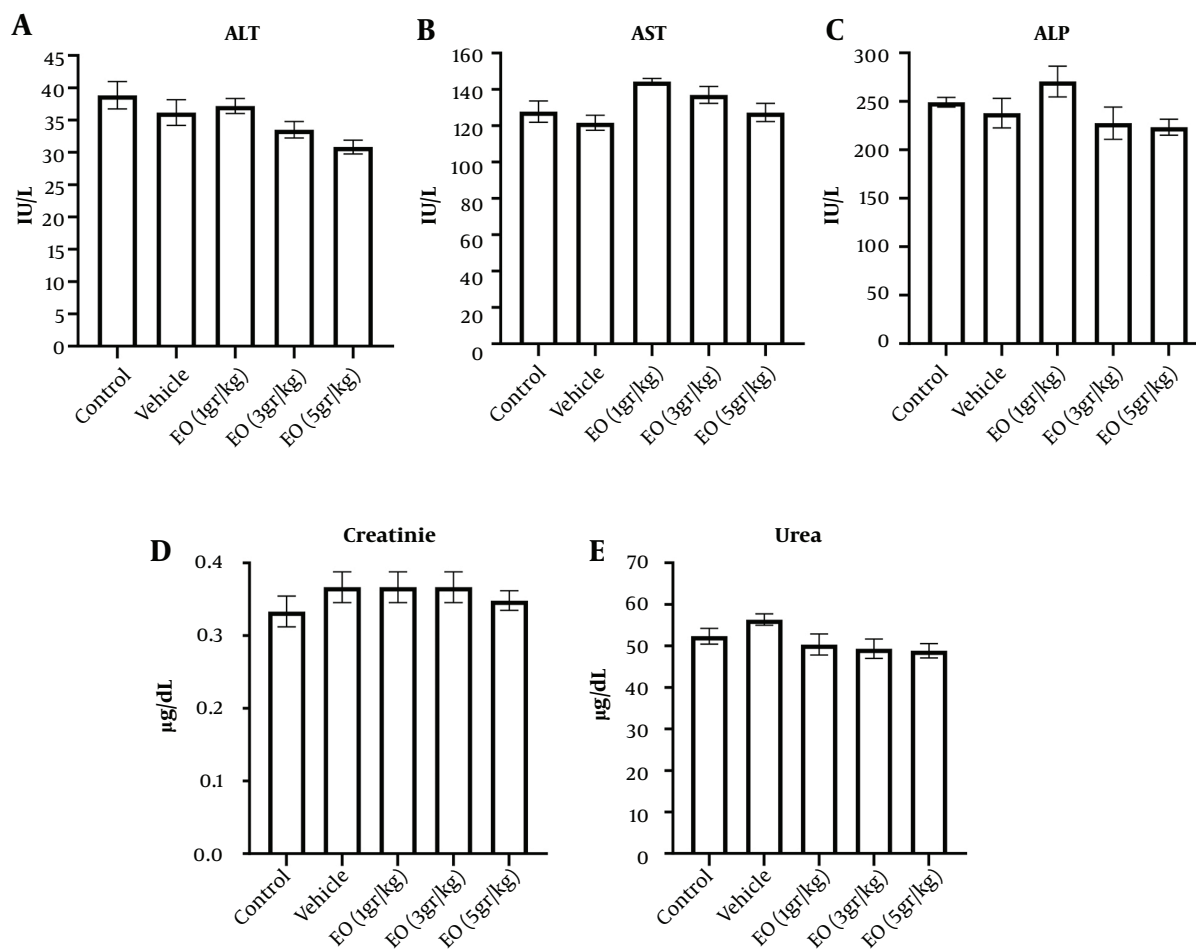 A
ALT
IU/L
45
40
35
30
25
20
15
10
5
0
Control
Vehicle
EO (1gr/kg)
EO (3gr/kg)
EO (5gr/kg)
B
AST
IU/L
160
140
120
100
80
60
40
20
0
Control
Vehicle
EO (1gr/kg)
EO (3gr/kg)
EO (5gr/kg)
C
ALP
IU/L
300
250
200
150
100
50
0
Control
Vehicle
EO (1gr/kg)
EO (3gr/kg)
EO (5gr/kg)
D
Creatinie
µg/dL
0.4
0.3
0.2
0.1
0.0
Control
Vehicle
EO (1gr/kg)
EO (3gr/kg)
EO (5gr/kg)
E
Urea
µg/dL
70
60
50
40
30
20
10
0
Control
Vehicle
EO (1gr/kg)
EO (3gr/kg)
EO (5gr/kg)